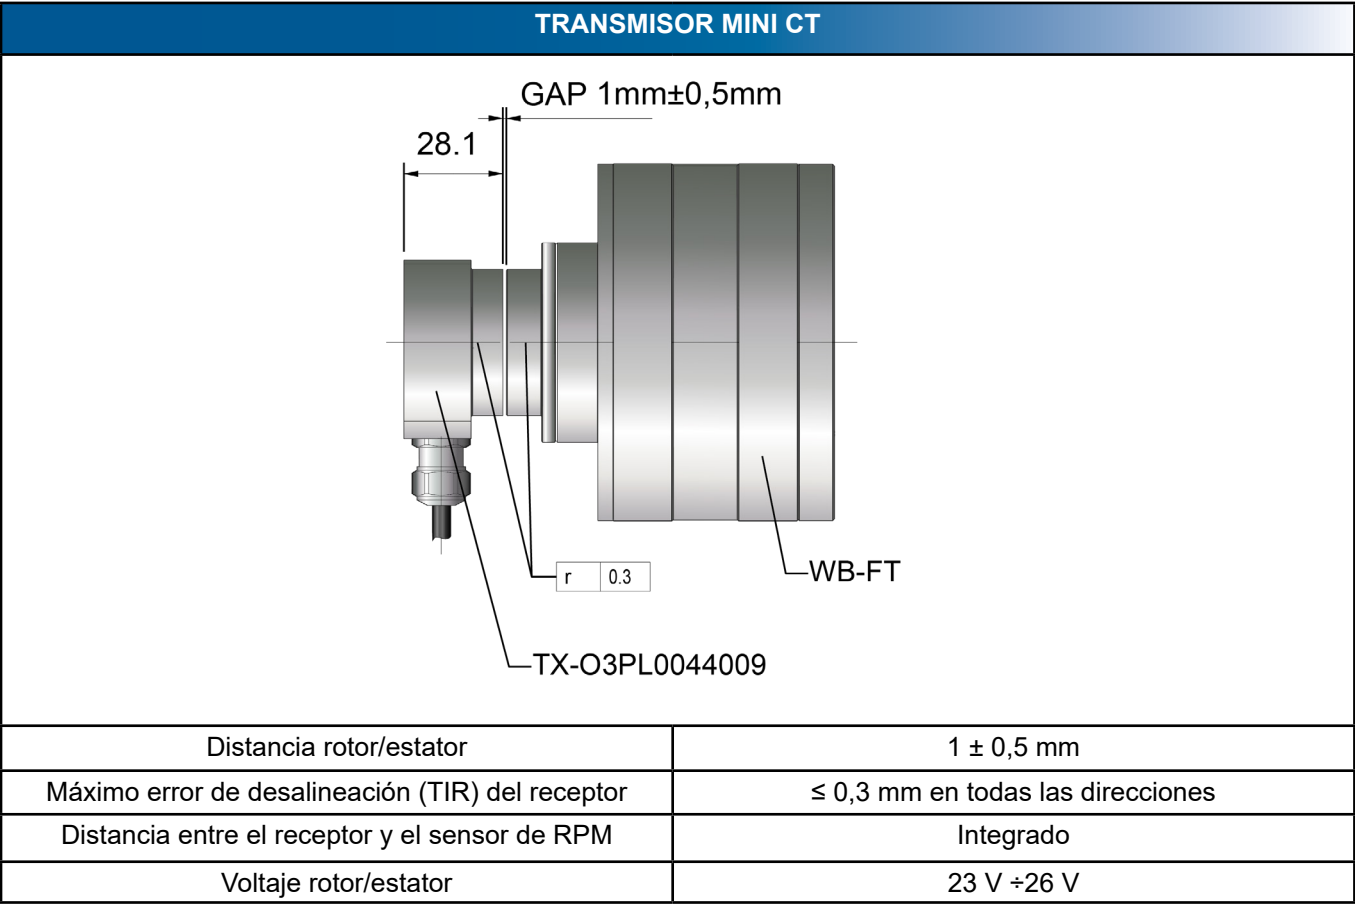 TRANSMISOR MINI CT
GAP 1mm±0,5mm
28.1
r 0.3
WB-FT
TX-O3PL0044009
Distancia rotor/estator 1 ± 0,5 mm
Máximo error de desalineación (TIR) del receptor ≤ 0,3 mm en todas las direcciones
Distancia entre el receptor y el sensor de RPM Integrado
Voltaje rotor/estator 23 V ÷26 V